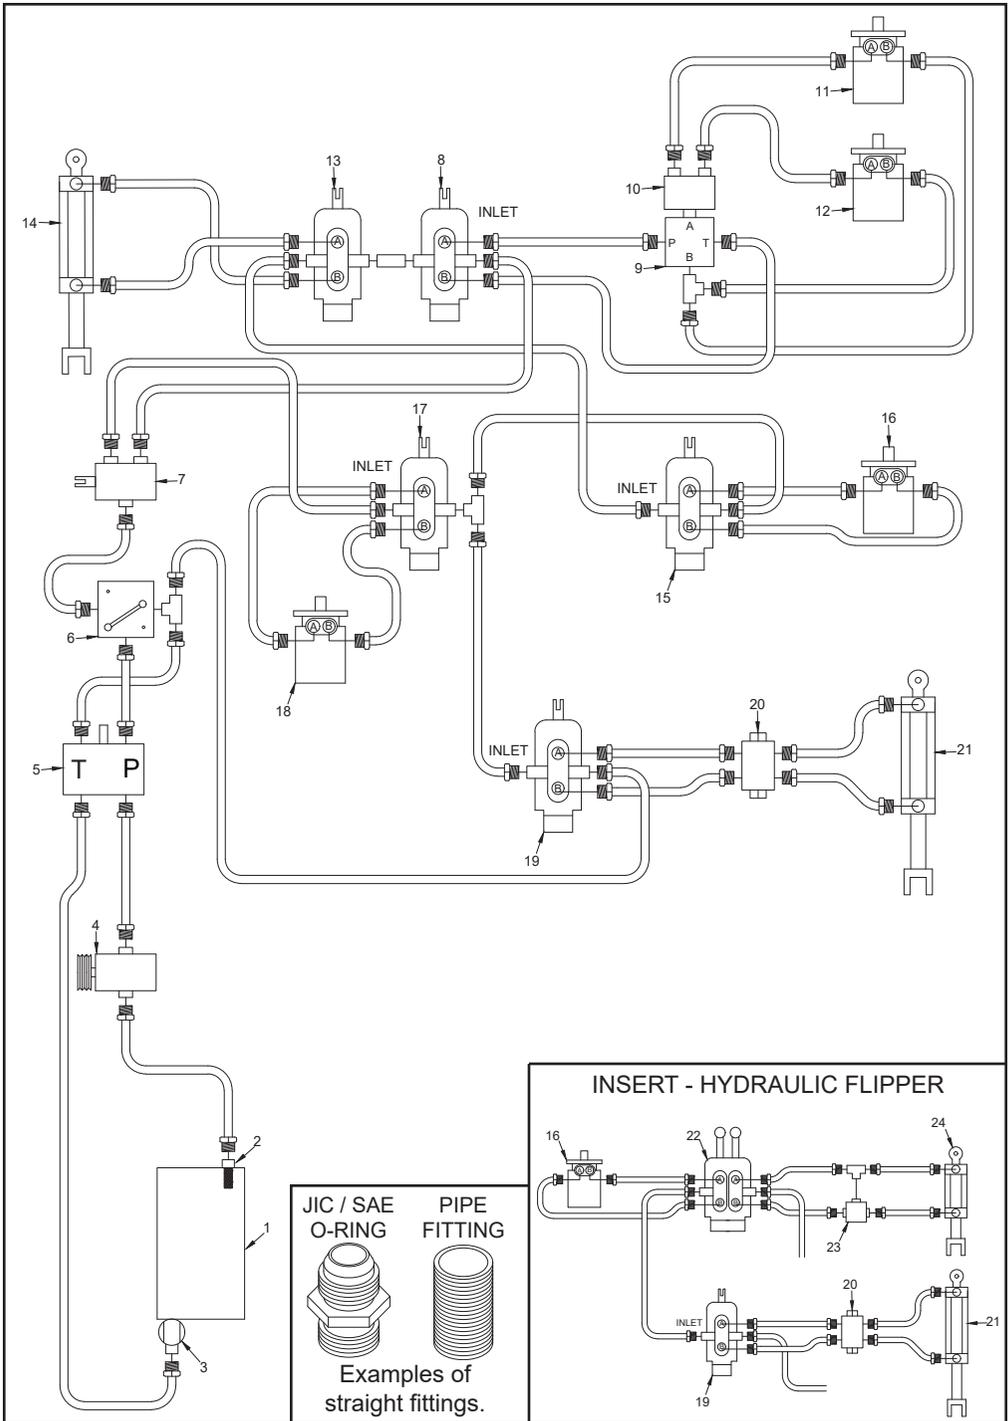 11
A B
12
A B
10
A
P T
B
9
13
8
INLET
14
A
B
A
B
7
17
INLET
A
B
INLET
A
B
16
A B
15
6
A B
18
5
T P
INLET
A
B
19
20
21
4
2
1
3
JIC / SAE
O-RING
PIPE
FITTING
Examples of
straight fittings.
INSERT - HYDRAULIC FLIPPER
16
22
24
23
20
INLET
21
19